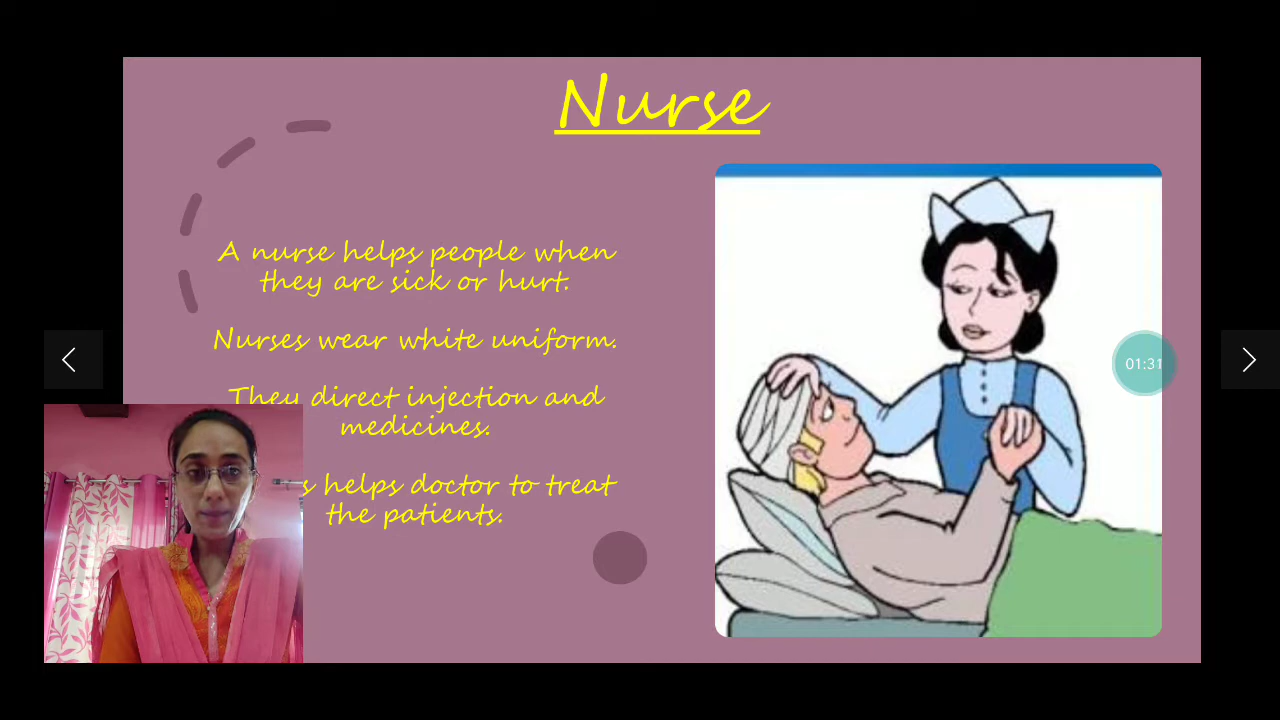 Nurse
A nurse helps people when
they are sick or hurt.
Nurses wear white uniform.
They direct injection and
medicines.
helps doctor to treat
the patients.
01:31